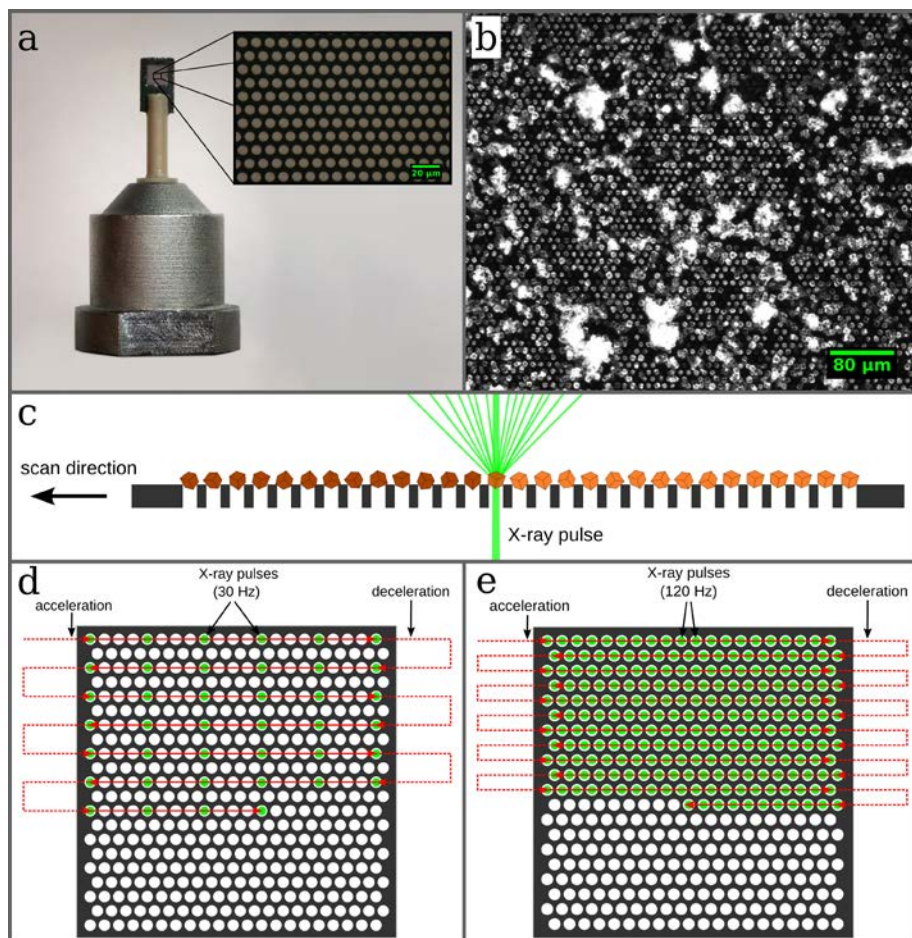 a
20 μm
b
80 μm
c
scan direction
X-ray pulse
d
X-ray pulses
(30 Hz)
acceleration
deceleration
e
X-ray pulses
(120 Hz)
acceleration
deceleration